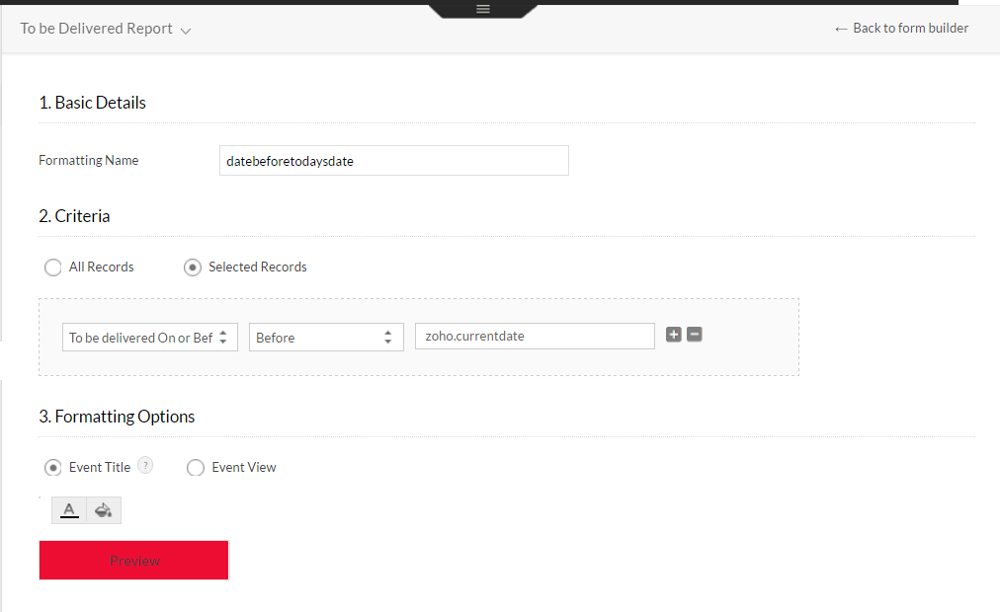 To be Delivered Report
← Back to form builder
1. Basic Details
Formatting Name
datebeforetodaysdate
2. Criteria
All Records
Selected Records
To be delivered On or Bef
Before
zoho.currentdate
3. Formatting Options
Event Title ?
Event View
A
Preview